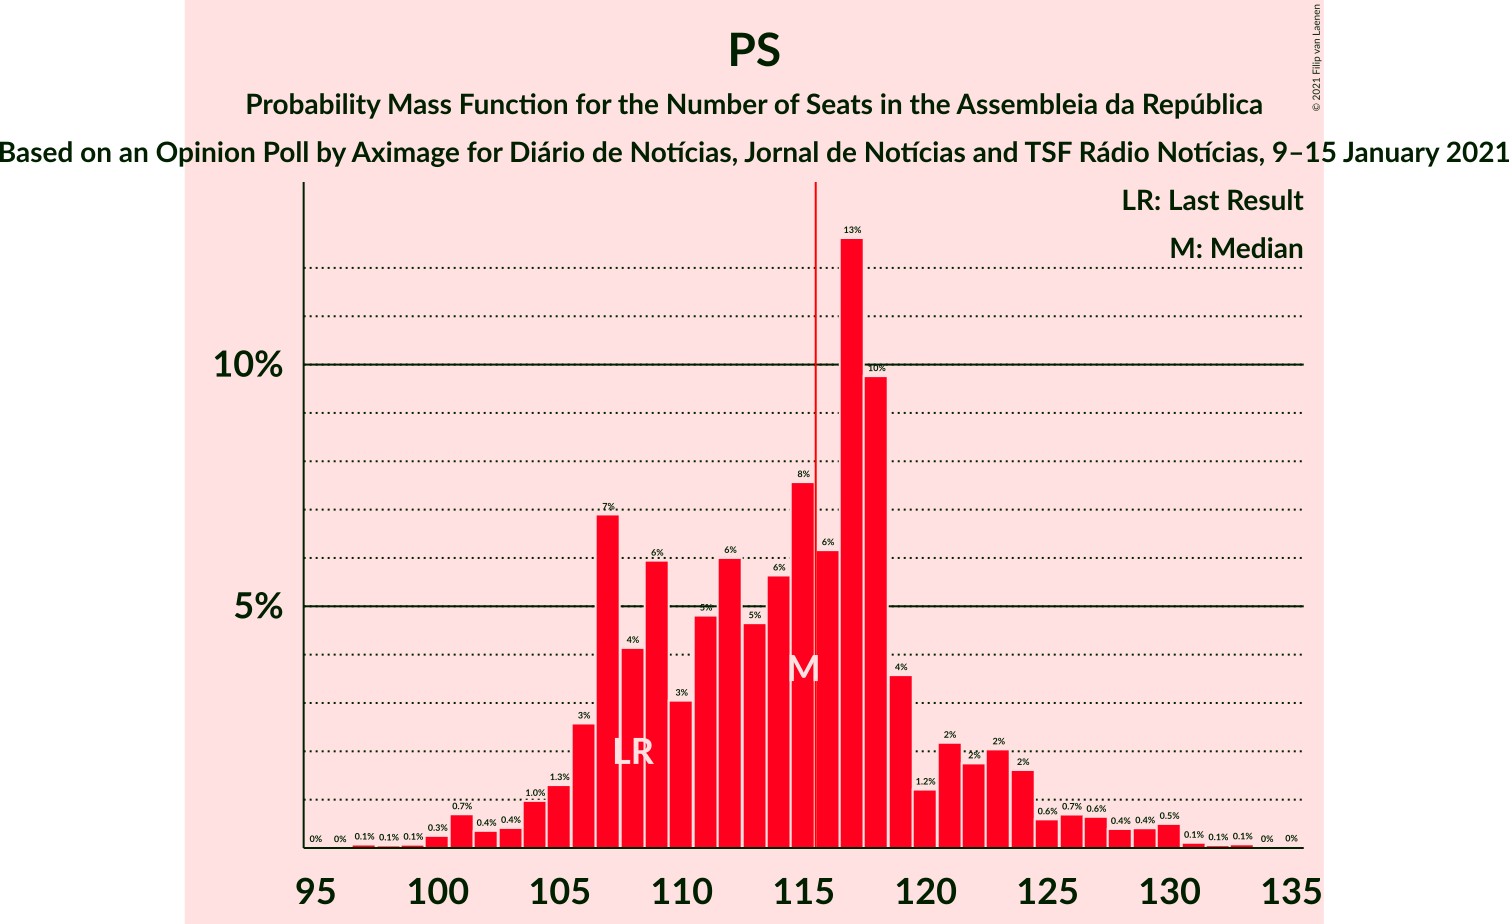 PS
© 2021 Filip van Laenen
Probability Mass Function for the Number of Seats in the Assembleia da República
Based on an Opinion Poll by Aximage for Diário de Notícias, Jornal de Notícias and TSF Rádio Notícias, 9–15 January 2021
LR: Last Result
M: Median
10%
5%
0% 0% 0.1% 0.1% 0.1% 0.3% 0.7% 0.4% 0.4% 1.0% 1.3% 3% 7% 4% 6% 3% 5% 6% 5% 6% 8% 6% 13% 10% 4% 1.2% 2% 2% 2% 2% 0.6% 0.7% 0.6% 0.4% 0.4% 0.5% 0.1% 0.1% 0.1% 0% 0%
M
LR
95 100 105 110 115 120 125 130 135